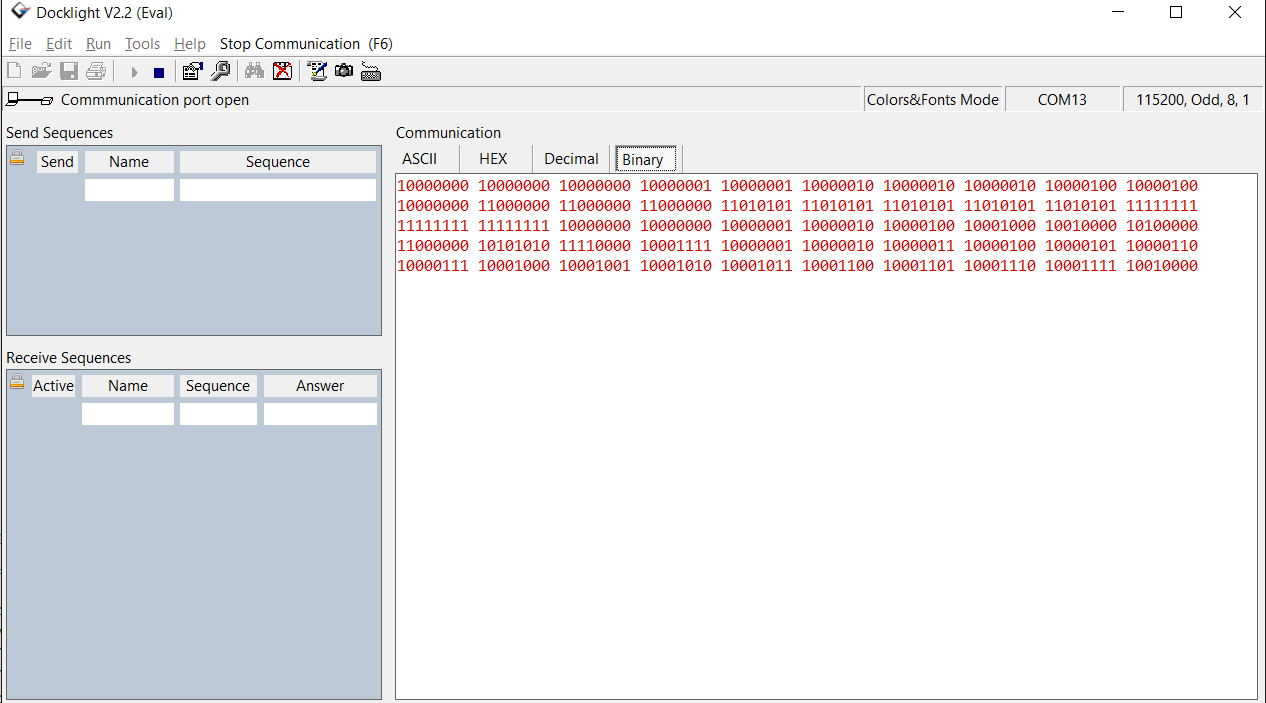 Docklight V2.2 (Eval)
File Edit Run Tools Help Stop Communication (F6)
Commmunication port open
Colors&Fonts Mode
COM13
115200, Odd, 8, 1
Send Sequences
Send Name Sequence
Receive Sequences
Active Name Sequence Answer
Communication
ASCII HEX Decimal Binary
10000000 10000000 10000000 10000001 10000001 10000010 10000010 10000010 10000100 10000100
10000000 11000000 11000000 11000000 11010101 11010101 11010101 11010101 11010101 11111111
11111111 11111111 10000000 10000000 10000001 10000010 10000100 10001000 10010000 10100000
11000000 10101010 11110000 10001111 10000001 10000010 10000011 10000100 10000101 10000110
10000111 10001000 10001001 10001010 10001011 10001100 10001101 10001110 10001111 10010000